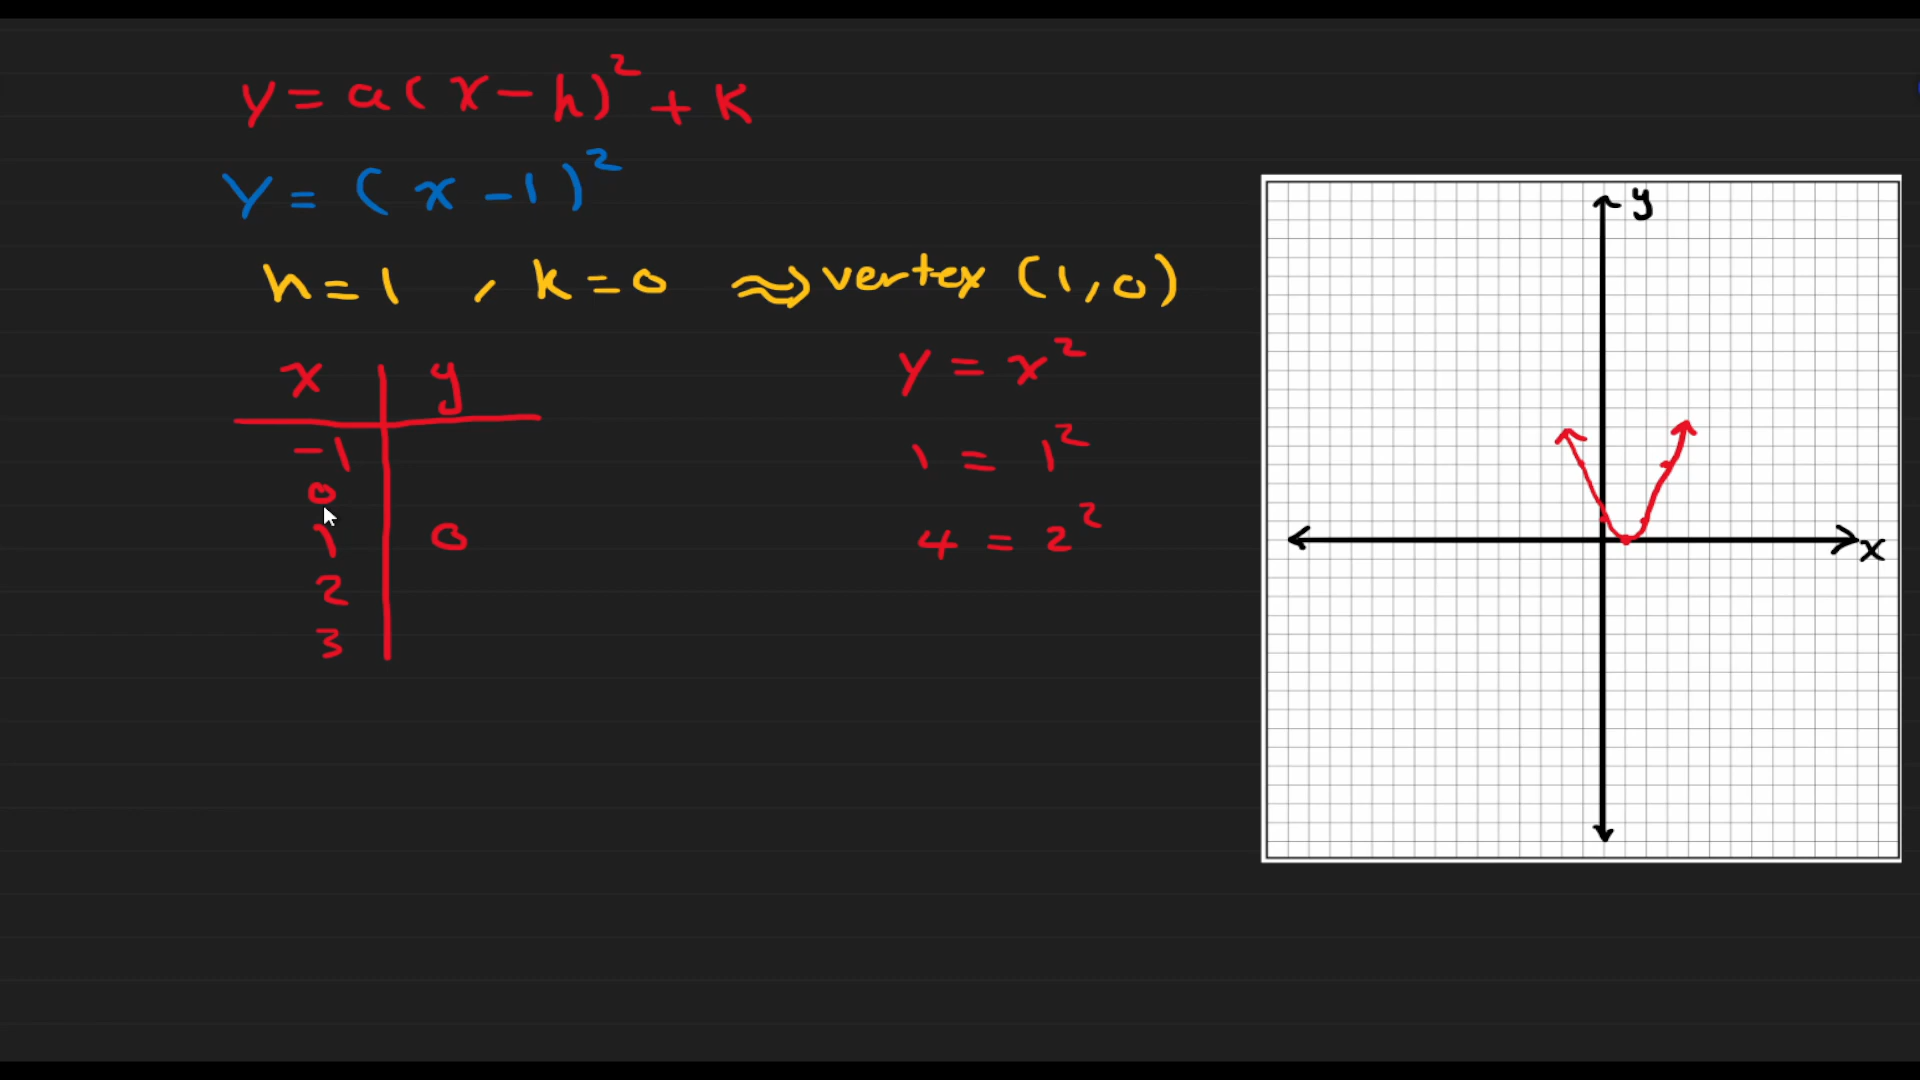 y = a(x-h)² + k
y = (x-1)²
h=1 , k=0 ⇒ vertex (1,0)
x y
-1
0
1 0
2
3
y = x²
1 = 1²
4 = 2²
y
x